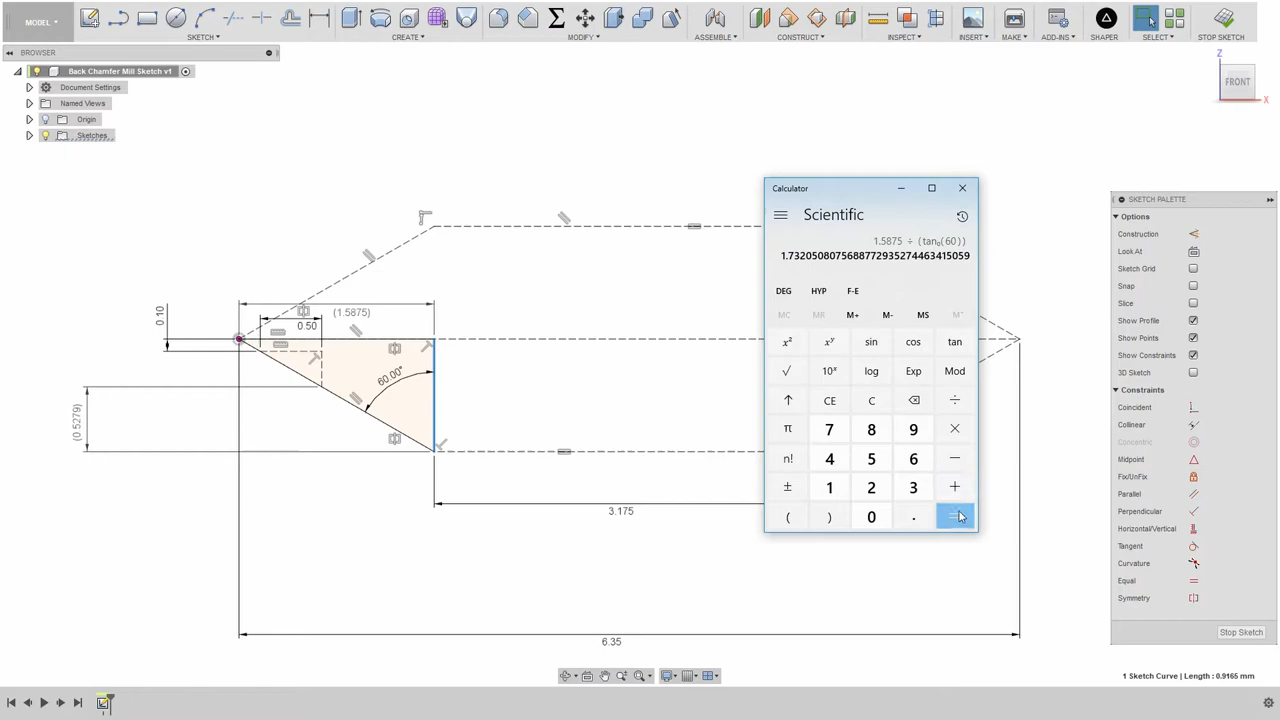 MODEL
SKETCH
CREATE
MODIFY
ASSEMBLE
CONSTRUCT
INSPECT
INSERT
MAKE
ADD-INS
SHAPER
SELECT
STOP SKETCH
BROWSER
Back Chamfer Mill Sketch v1
Document Settings
Named Views
Origin
Sketches
Z
FRONT
X
0.10
(1.5875)
0.50
60.00°
(0.5279)
3.175
6.35
Calculator
Scientific
1.5875 ÷ (tan₀(60))
1.7320508075688772935274463415059
DEG HYP F-E
MC MR M+ M- MS M˅
x² xʸ sin cos tan
√ 10ˣ log Exp Mod
↑ CE C ⌫ ÷
π 7 8 9 ×
n! 4 5 6 −
± 1 2 3 +
( ) 0 . =
SKETCH PALETTE
Options
Construction
Look At
Sketch Grid
Snap
Slice
Show Profile
Show Points
Show Constraints
3D Sketch
Constraints
Coincident
Collinear
Concentric
Midpoint
Fix/UnFix
Parallel
Perpendicular
Horizontal/Vertical
Tangent
Curvature
Equal
Symmetry
Stop Sketch
1 Sketch Curve | Length : 0.9165 mm